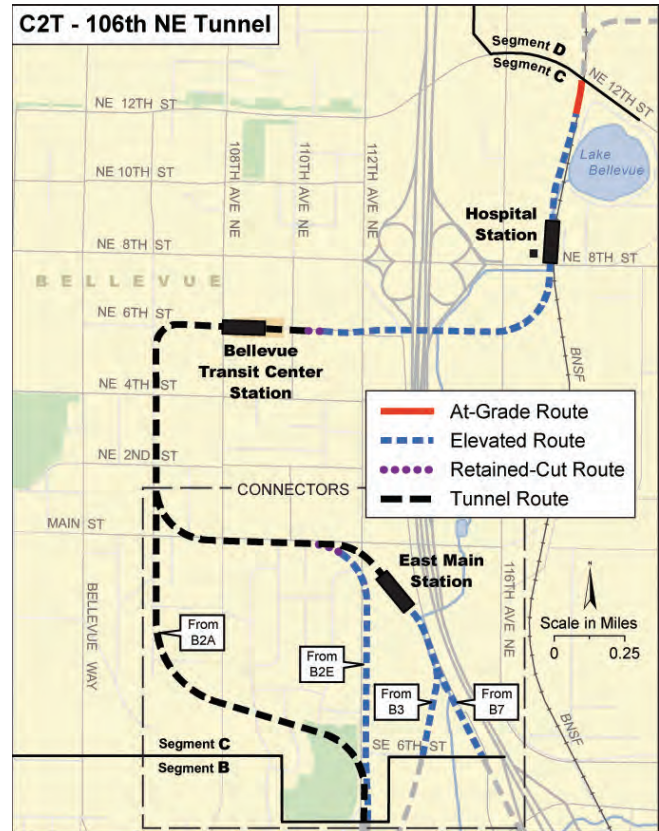 C2T - 106th NE Tunnel
Segment D
Segment C
NE 12TH ST
NE 12TH ST
108TH AVE NE
110TH AVE NE
112TH AVE NE
Lake
Bellevue
NE 10TH ST
Hospital
Station
NE 8TH ST
NE 8TH ST
BELLEVUE
NE 6TH ST
Bellevue
Transit Center
Station
BNSF
NE 4TH ST
At-Grade Route
Elevated Route
Retained-Cut Route
Tunnel Route
NE 2ND ST
CONNECTORS
MAIN ST
East Main
Station
116TH AVE NE
Scale in Miles
0 0.25
BELLEVUE
WAY
From
B2A
From
B2E
From
B3
From
B7
BNSF
SE 6TH ST
Segment C
Segment B